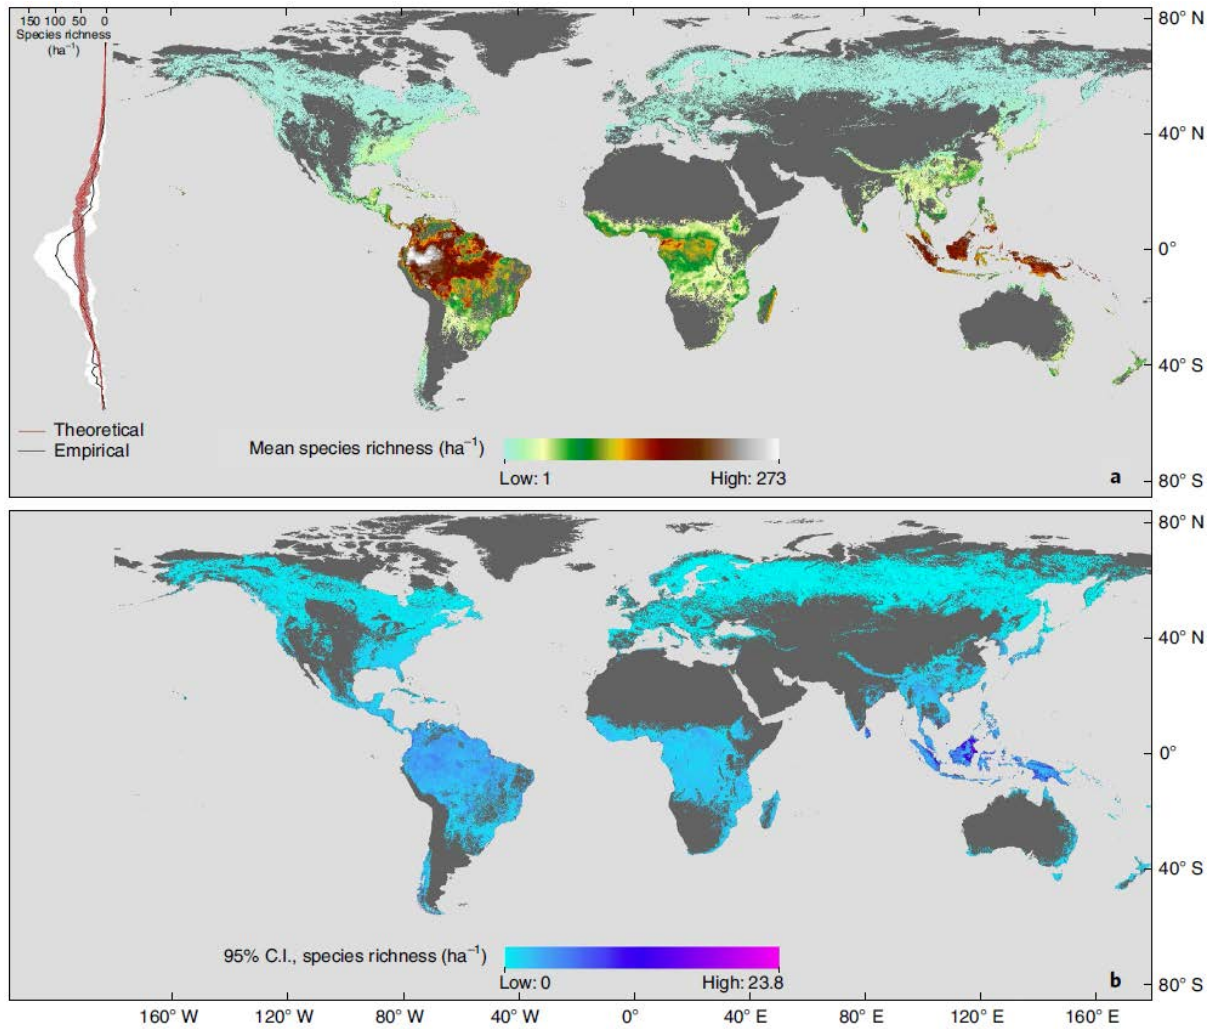 150 100 50 0
Species richness
(ha⁻¹)
80° N
40° N
0°
40° S
80° S
Theoretical
Empirical
Mean species richness (ha⁻¹)
Low: 1 High: 273
a
80° N
40° N
0°
40° S
80° S
95% C.I., species richness (ha⁻¹)
Low: 0 High: 23.8
b
160° W 120° W 80° W 40° W 0° 40° E 80° E 120° E 160° E